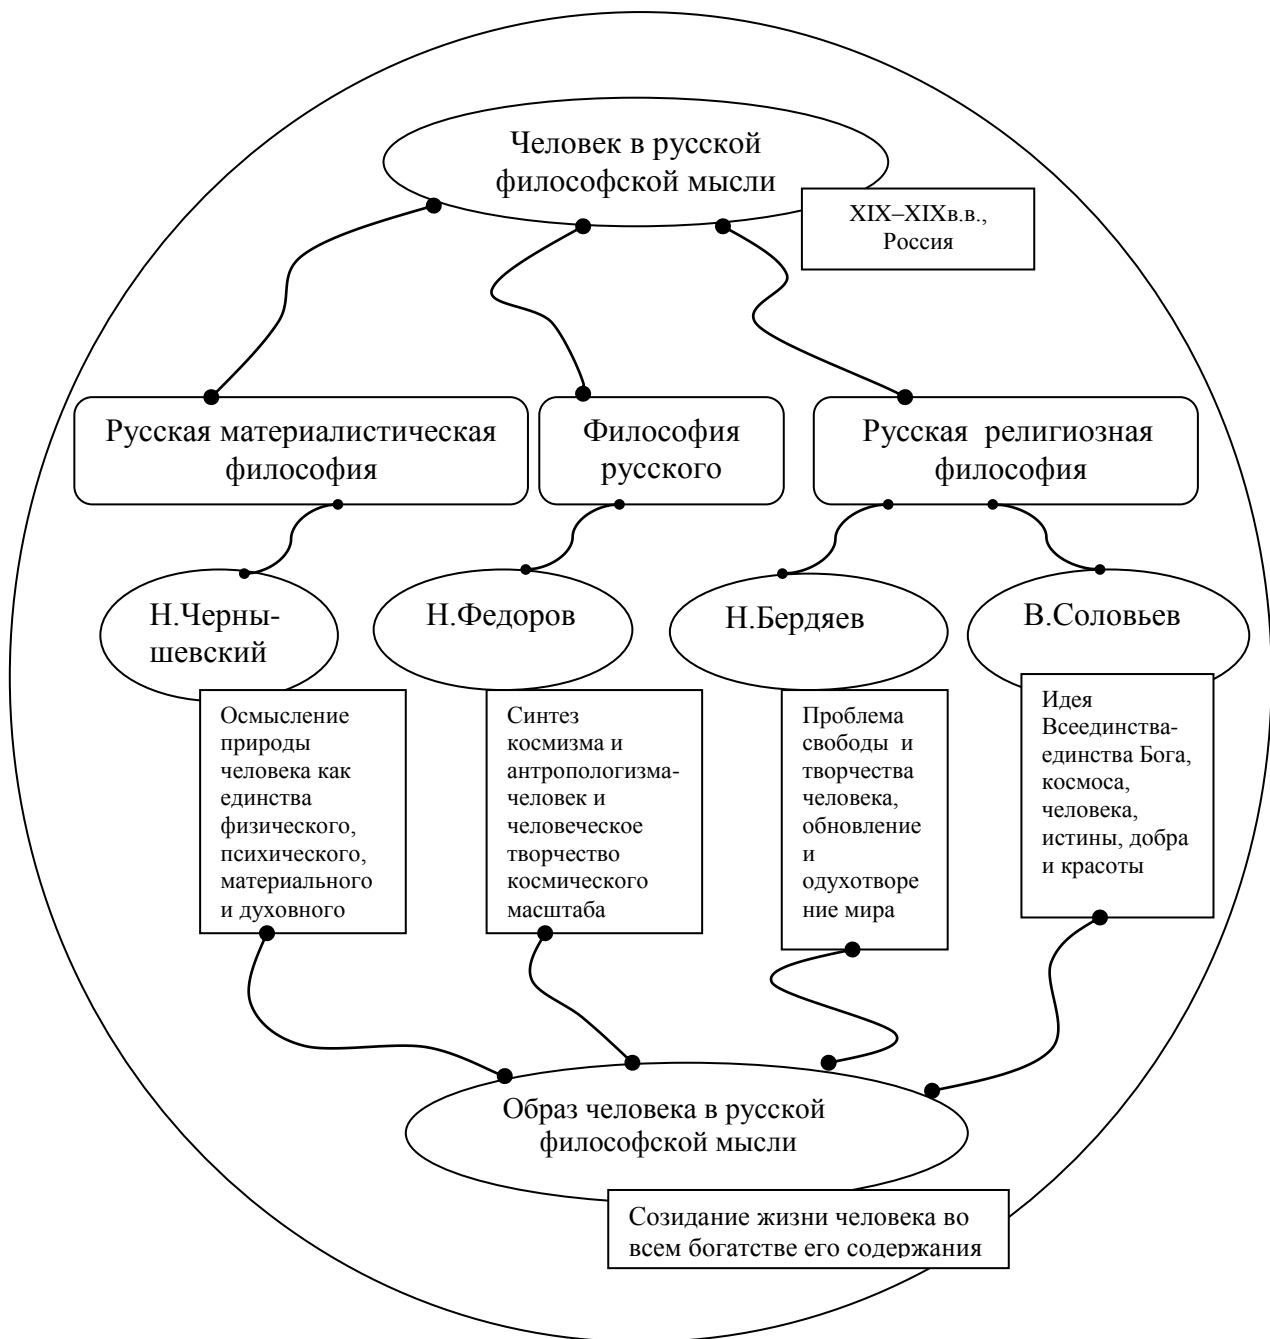 Человек в русской
философской мысли
XIX–XIXв.в.,
Россия
Русская материалистическая
философия
Философия
русского
Русская религиозная
философия
Н.Черны-
шевский
Н.Федоров
Н.Бердяев
В.Соловьев
Осмысление
природы
человека как
единства
физического,
психического,
материального
и духовного
Синтез
космизма и
антропологизма-
человек и
человеческое
творчество
космического
масштаба
Проблема
свободы и
творчества
человека,
обновление
и
одухотворе
ние мира
Идея
Всеединства-
единства Бога,
космоса,
человека,
истины, добра
и красоты
Образ человека в русской
философской мысли
Созидание жизни человека во
всем богатстве его содержания